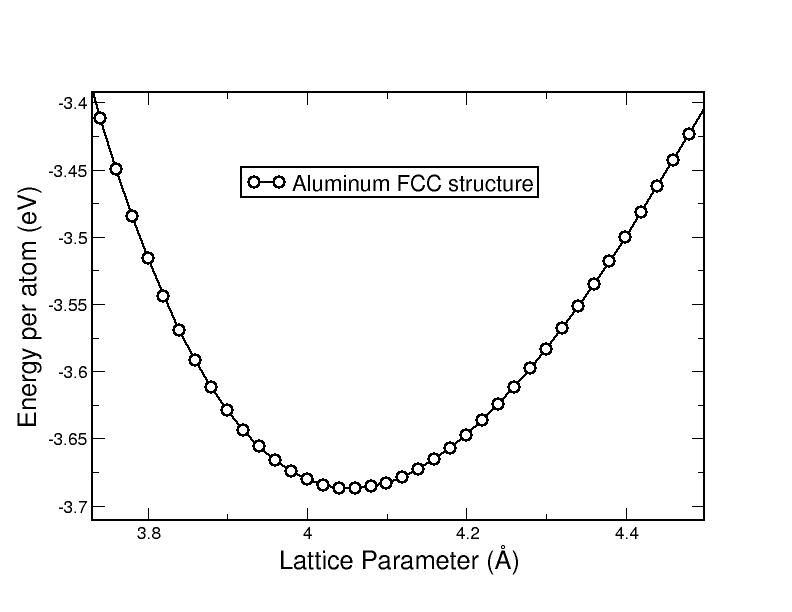 -3.4
-3.45
-3.5
-3.55
-3.6
-3.65
-3.7
Energy per atom (eV)
Aluminum FCC structure
3.8 4 4.2 4.4
Lattice Parameter (Å)